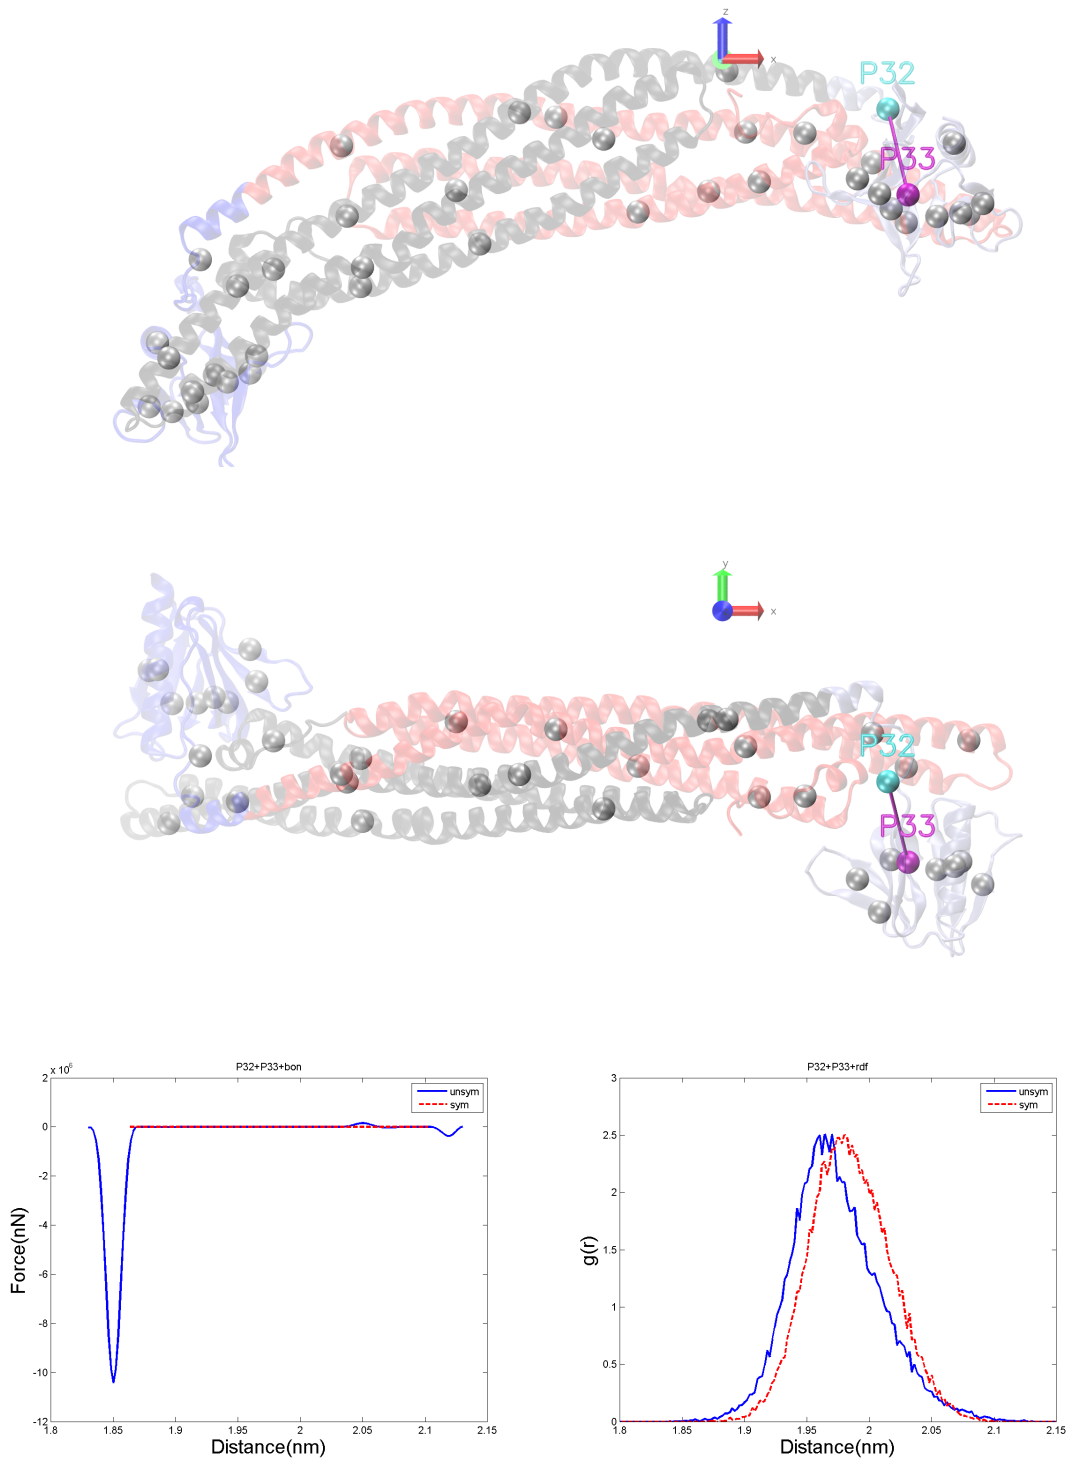 z
x
P32
P33
y
x
P32
P33
P32+P33+bon
x 10⁶
2
0
-2
-4
-6
-8
-10
-12
1.8 1.85 1.9 1.95 2 2.05 2.1 2.15
Force(nN)
Distance(nm)
unsym
sym
P32+P33+rdf
3
2.5
2
1.5
1
0.5
0
1.8 1.85 1.9 1.95 2 2.05 2.1 2.15
g(r)
Distance(nm)
unsym
sym